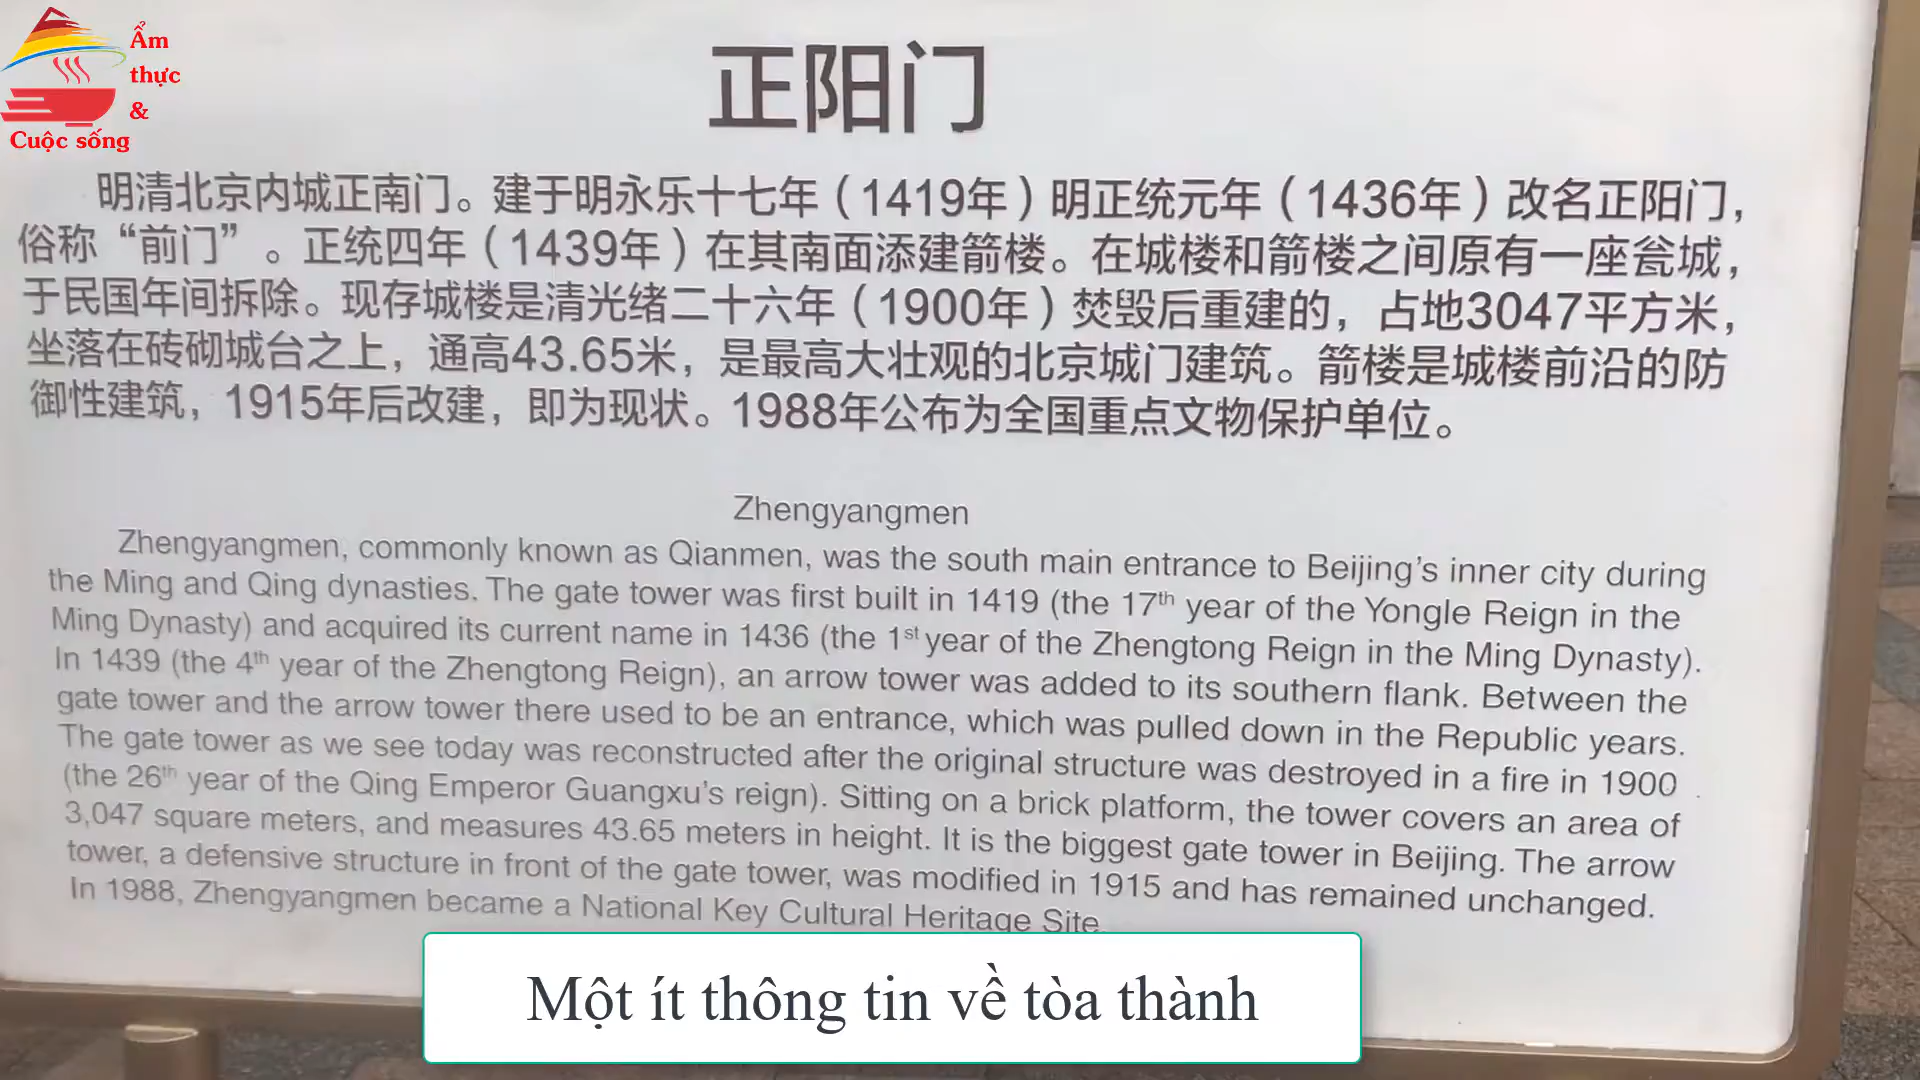 Ẩm
thực
&
Cuộc sống
正阳门
明清北京内城正南门。建于明永乐十七年（1419年）明正统元年（1436年）改名正阳门，
俗称“前门”。正统四年（1439年）在其南面添建箭楼。在城楼和箭楼之间原有一座瓮城，
于民国年间拆除。现存城楼是清光绪二十六年（1900年）焚毁后重建的，占地3047平方米，
坐落在砖砌城台之上，通高43.65米，是最高大壮观的北京城门建筑。箭楼是城楼前沿的防
御性建筑，1915年后改建，即为现状。1988年公布为全国重点文物保护单位。
Zhengyangmen
Zhengyangmen, commonly known as Qianmen, was the south main entrance to Beijing's inner city during
the Ming and Qing dynasties. The gate tower was first built in 1419 (the 17th year of the Yongle Reign in the
Ming Dynasty) and acquired its current name in 1436 (the 1st year of the Zhengtong Reign in the Ming Dynasty).
In 1439 (the 4th year of the Zhengtong Reign), an arrow tower was added to its southern flank. Between the
gate tower and the arrow tower there used to be an entrance, which was pulled down in the Republic years.
The gate tower as we see today was reconstructed after the original structure was destroyed in a fire in 1900
(the 26th year of the Qing Emperor Guangxu's reign). Sitting on a brick platform, the tower covers an area of
3,047 square meters, and measures 43.65 meters in height. It is the biggest gate tower in Beijing. The arrow
tower, a defensive structure in front of the gate tower, was modified in 1915 and has remained unchanged.
In 1988, Zhengyangmen became a National Key Cultural Heritage Site.
Một ít thông tin về tòa thành